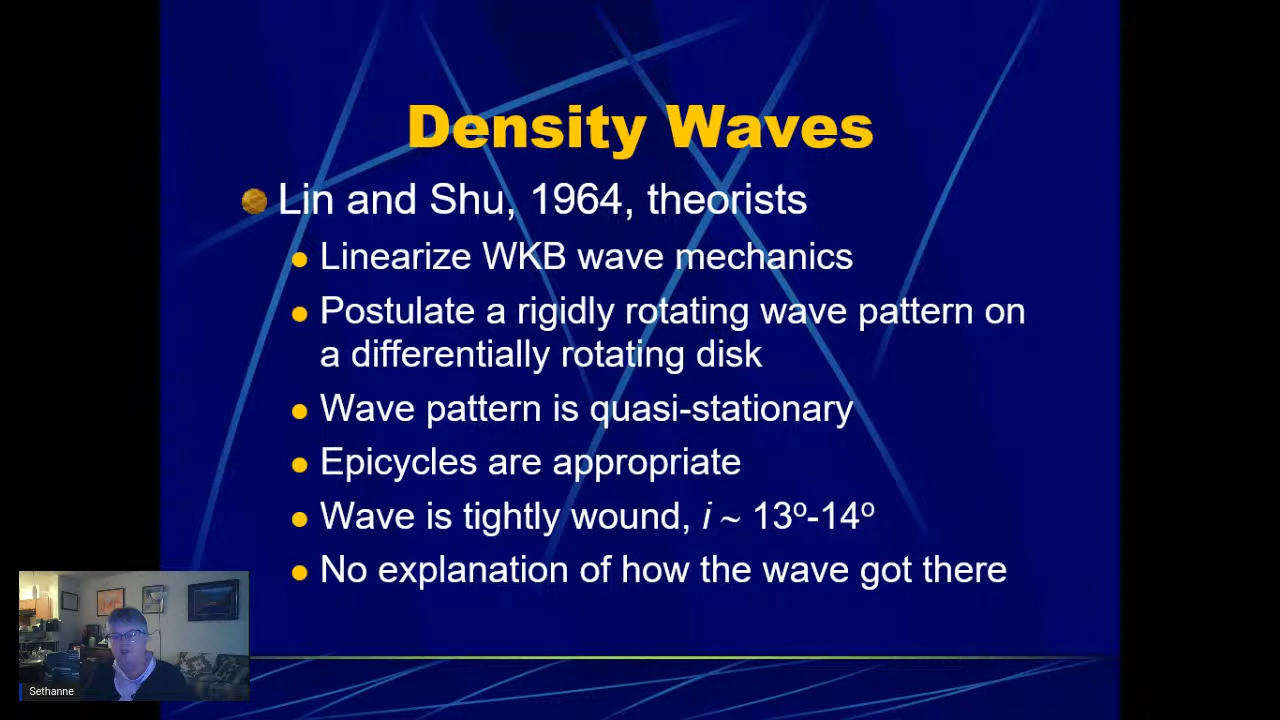 Density Waves
Lin and Shu, 1964, theorists
Linearize WKB wave mechanics
Postulate a rigidly rotating wave pattern on
a differentially rotating disk
Wave pattern is quasi-stationary
Epicycles are appropriate
Wave is tightly wound, i ~ 13º-14º
No explanation of how the wave got there
Sethanne